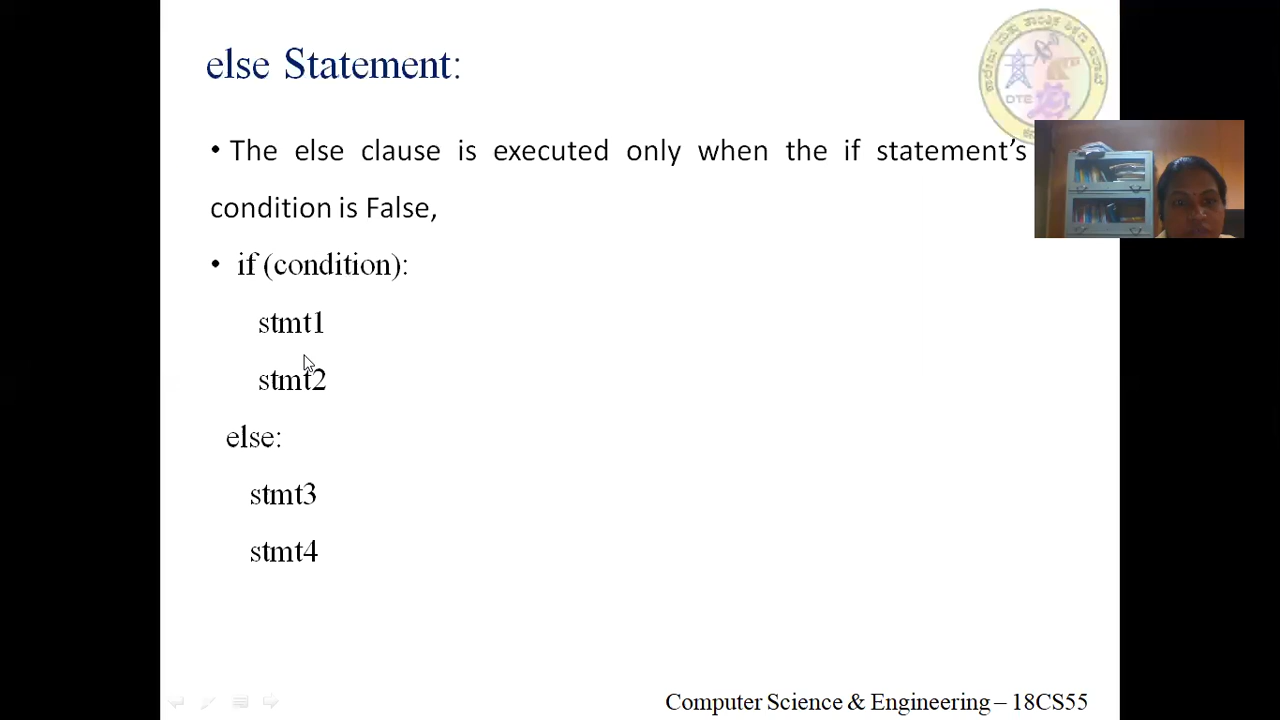 else Statement:
DTE
• The else clause is executed only when the if statement’s
condition is False,
• if (condition):
stmt1
stmt2
else:
stmt3
stmt4
Computer Science & Engineering – 18CS55